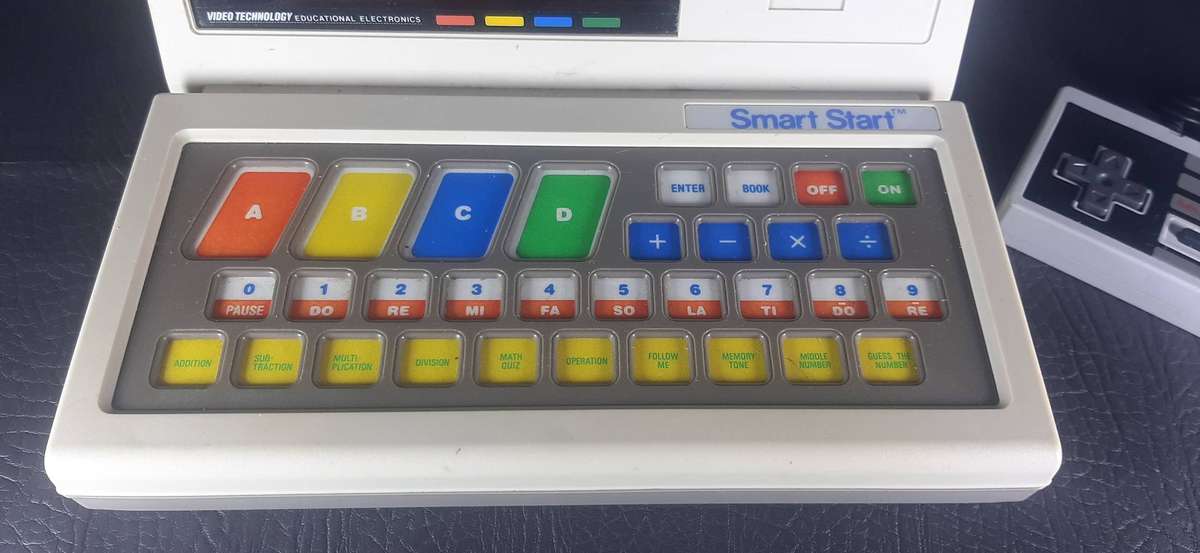 VIDEO TECHNOLOGY EDUCATIONAL ELECTRONICS
Smart Start™
A B C D
ENTER BOOK OFF ON
+ − × ÷
0 1 2 3 4 5 6 7 8 9
PAUSE DO RE MI FA SO LA TI DȮ RĖ
ADDITION
SUB-
TRACTION
MULTI-
PLICATION
DIVISION
MATH
QUIZ
OPERATION
FOLLOW
ME
MEMORY
TONE
MIDDLE
NUMBER
GUESS THE
NUMBER